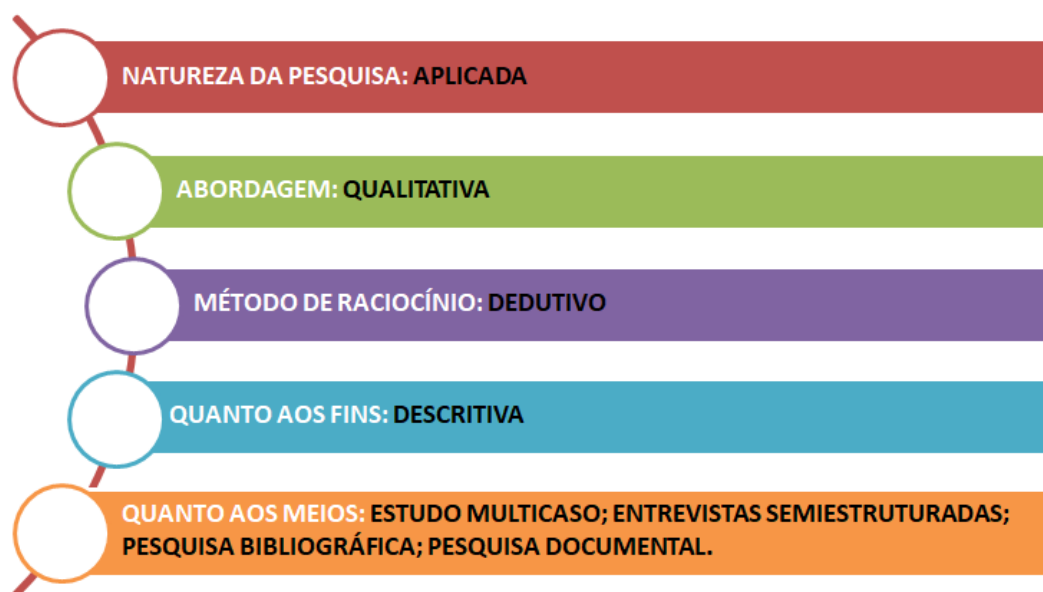 NATUREZA DA PESQUISA: APLICADA
ABORDAGEM: QUALITATIVA
MÉTODO DE RACIOCÍNIO: DEDUTIVO
QUANTO AOS FINS: DESCRITIVA
QUANTO AOS MEIOS: ESTUDO MULTICASO; ENTREVISTAS SEMIESTRUTURADAS;
PESQUISA BIBLIOGRÁFICA; PESQUISA DOCUMENTAL.